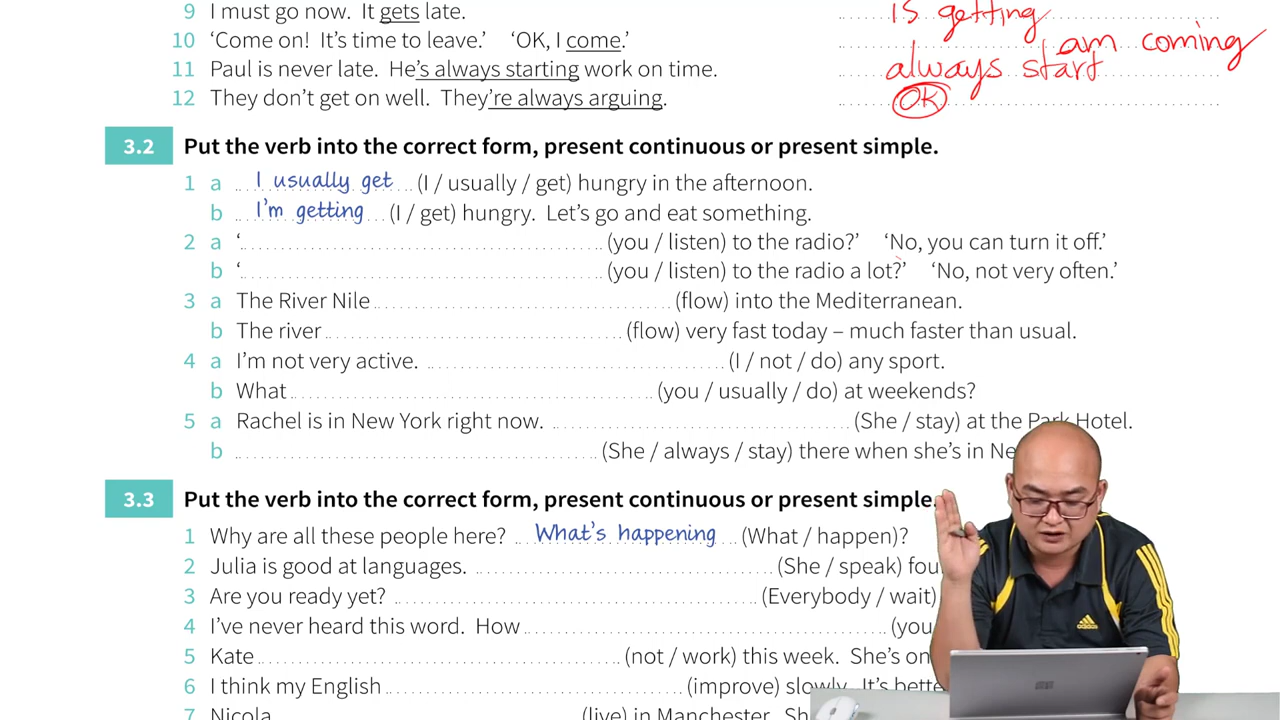 9 I must go now. It gets late. is getting
10 ‘Come on! It’s time to leave.’ ‘OK, I come.’ I am coming
11 Paul is never late. He’s always starting work on time. always start
12 They don’t get on well. They’re always arguing. OK
3.2 Put the verb into the correct form, present continuous or present simple.
1 a I usually get (I / usually / get) hungry in the afternoon.
b I’m getting (I / get) hungry. Let’s go and eat something.
2 a ‘ (you / listen) to the radio?’ ‘No, you can turn it off.’
b ‘ (you / listen) to the radio a lot?’ ‘No, not very often.’
3 a The River Nile (flow) into the Mediterranean.
b The river (flow) very fast today – much faster than usual.
4 a I’m not very active. (I / not / do) any sport.
b What (you / usually / do) at weekends?
5 a Rachel is in New York right now. (She / stay) at the Park Hotel.
b (She / always / stay) there when she’s in
3.3 Put the verb into the correct form, present continuous or present simple.
1 Why are all these people here? What’s happening (What / happen)?
2 Julia is good at languages. (She / speak)
3 Are you ready yet? (Everybody / wait)
4 I’ve never heard this word. How (you
5 Kate (not / work) this week. She’s on
6 I think my English (improve) slowly. It’s
7 Nicola (live) in Manchester.
adidas